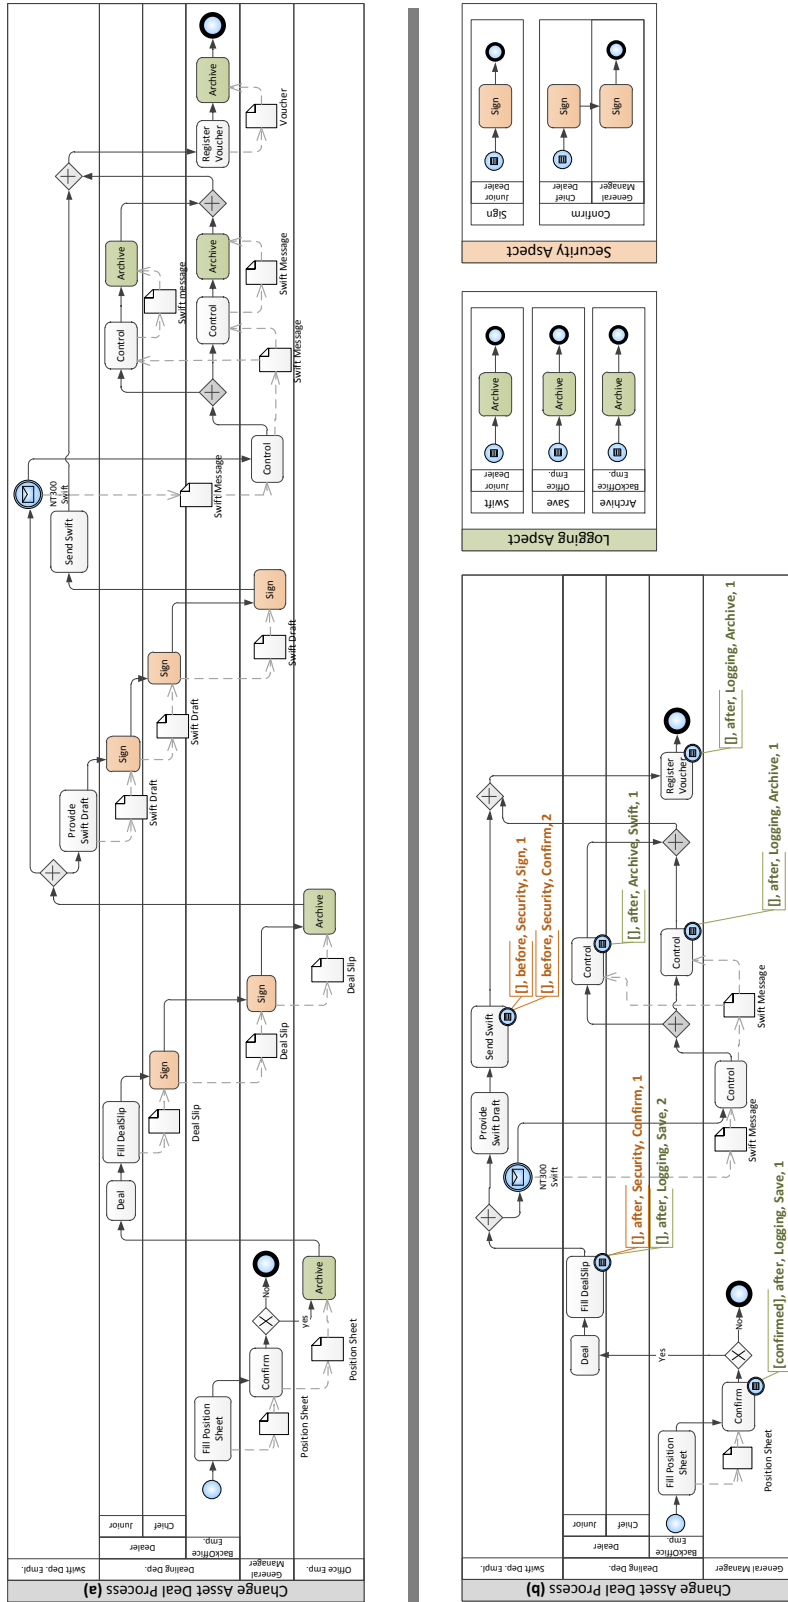 Change Asset Deal Process (a)
Swift Dep. Empl.
Dealing Dep.
Dealer
Junior
Chief
BackOffice
Emp.
General
Manager
Office Emp.
Fill Position
Sheet
Position Sheet
Confirm
No
yes
Position Sheet
Archive
Deal
Fill DealSlip
Deal Slip
Sign
Deal Slip
Sign
Deal Slip
Archive
Provide
Swift Draft
Swift Draft
Sign
Swift Draft
Sign
Swift Draft
Sign
Send Swift
NT300
Swift
Swift Message
Control
Swift Message
Control
Swift message
Archive
Control
Swift Message
Archive
Register
Voucher
Voucher
Archive
Change Asset Deal Process (b)
Swift Dep. Empl.
Dealing Dep.
Dealer
Junior
Chief
BackOffice
Emp.
General Manager
Fill Position
Sheet
Position Sheet
Confirm
No
Yes
[confirmed], after, Logging, Save, 1
Deal
Fill DealSlip
[], after, Security, Confirm, 1
[], after, Logging, Save, 2
NT300
Swift
Provide
Swift Draft
Send Swift
[], before, Security, Sign, 1
[], before, Security, Confirm, 2
Swift Message
Control
Swift Message
Control
[], after, Archive, Swift, 1
Control
[], after, Logging, Archive, 1
Register
Voucher
[], after, Logging, Archive, 1
Logging Aspect
Swift
Junior
Dealer
Archive
Save
Office
Emp.
Archive
Archive
BackOffice
Emp.
Archive
Security Aspect
Sign
Junior
Dealer
Sign
Confirm
Chief
Dealer
Sign
General
Manager
Sign